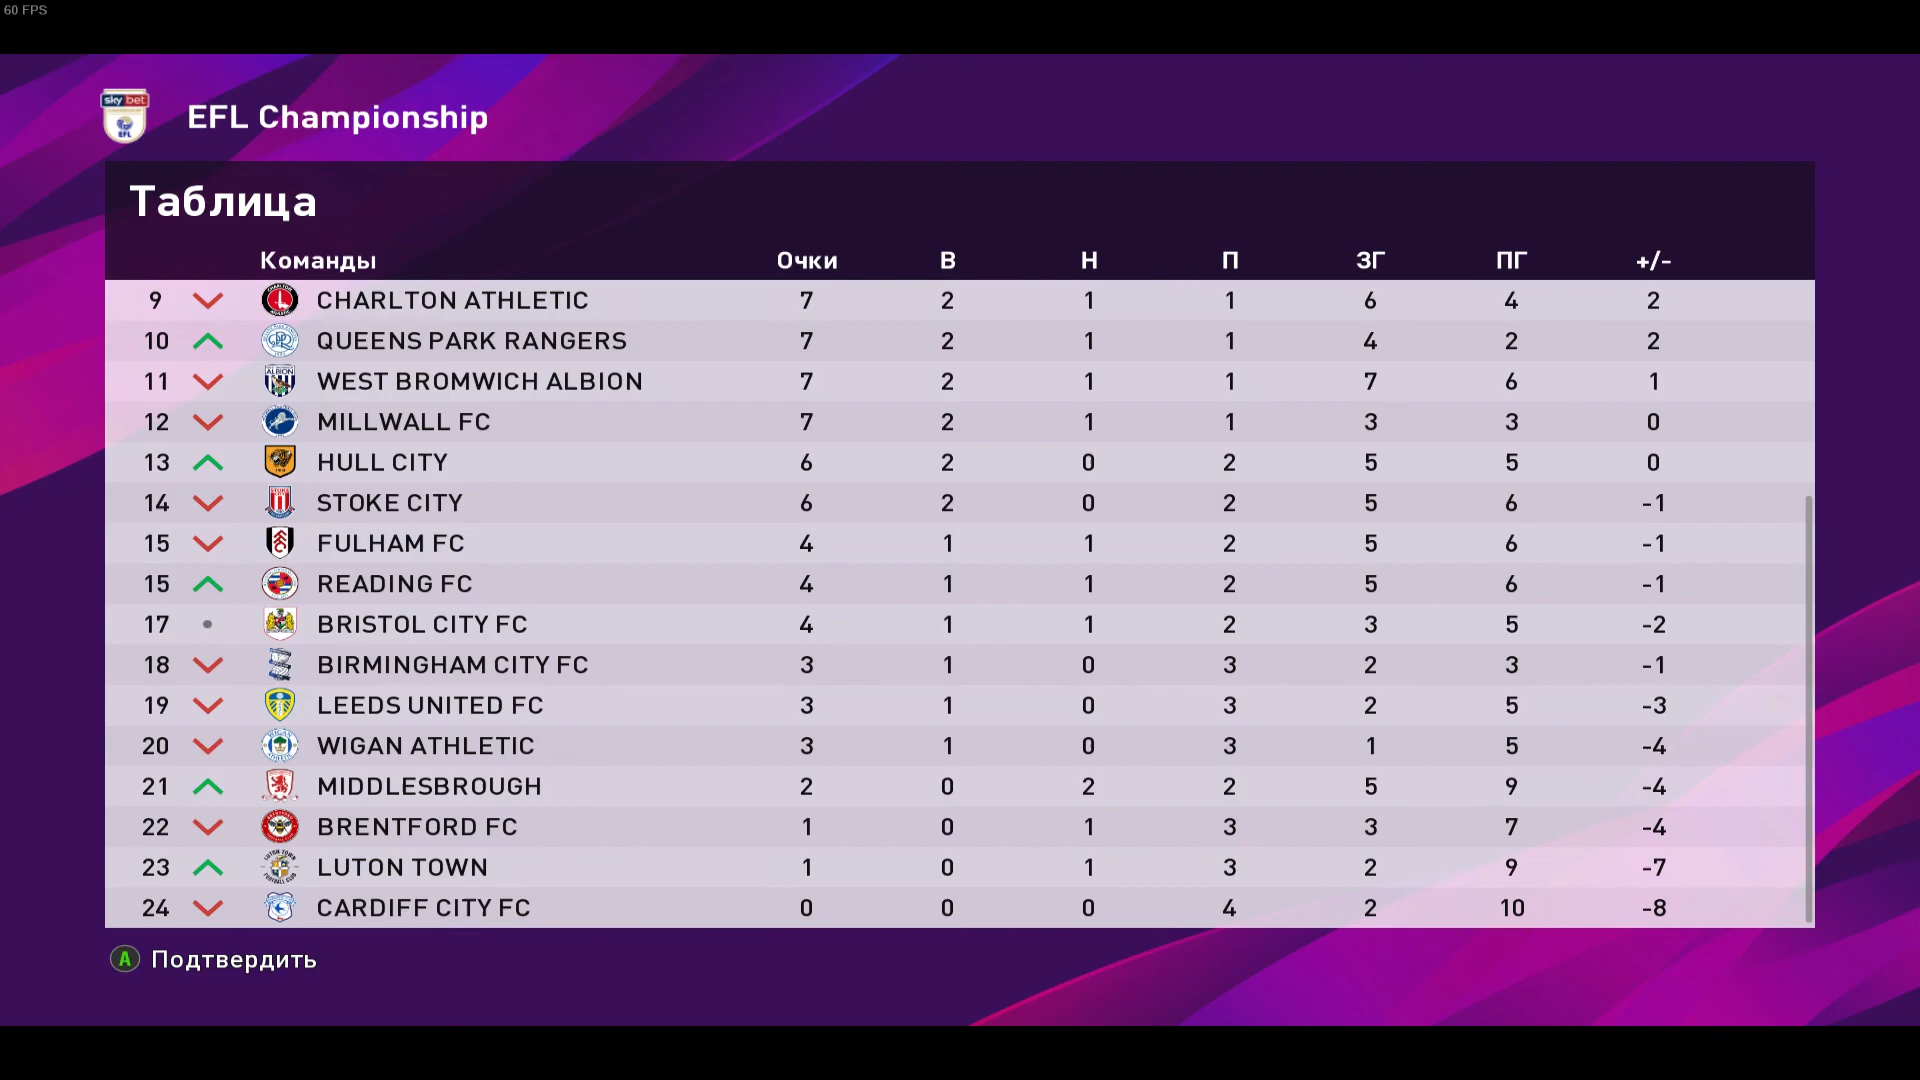 60 FPS
sky bet
EFL
EFL Championship
Таблица
Команды Очки В Н П ЗГ ПГ +/-
9 CHARLTON ATHLETIC 7 2 1 1 6 4 2
10 QUEENS PARK RANGERS 7 2 1 1 4 2 2
11 WEST BROMWICH ALBION 7 2 1 1 7 6 1
12 MILLWALL FC 7 2 1 1 3 3 0
13 HULL CITY 6 2 0 2 5 5 0
14 STOKE CITY 6 2 0 2 5 6 -1
15 FULHAM FC 4 1 1 2 5 6 -1
15 READING FC 4 1 1 2 5 6 -1
17 BRISTOL CITY FC 4 1 1 2 3 5 -2
18 BIRMINGHAM CITY FC 3 1 0 3 2 3 -1
19 LEEDS UNITED FC 3 1 0 3 2 5 -3
20 WIGAN ATHLETIC 3 1 0 3 1 5 -4
21 MIDDLESBROUGH 2 0 2 2 5 9 -4
22 BRENTFORD FC 1 0 1 3 3 7 -4
23 LUTON TOWN 1 0 1 3 2 9 -7
24 CARDIFF CITY FC 0 0 0 4 2 10 -8
A Подтвердить